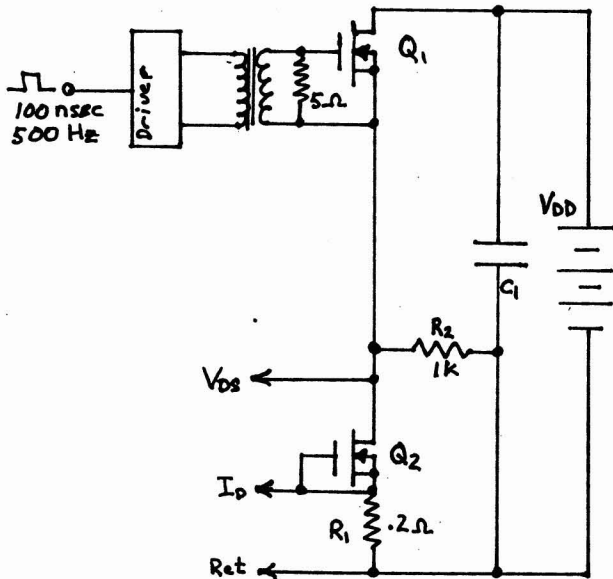 Q1
Driver
100 nsec
500 Hz
5Ω
VDD
C1
R2
1K
VDS
Q2
ID
R1 .2Ω
Ret